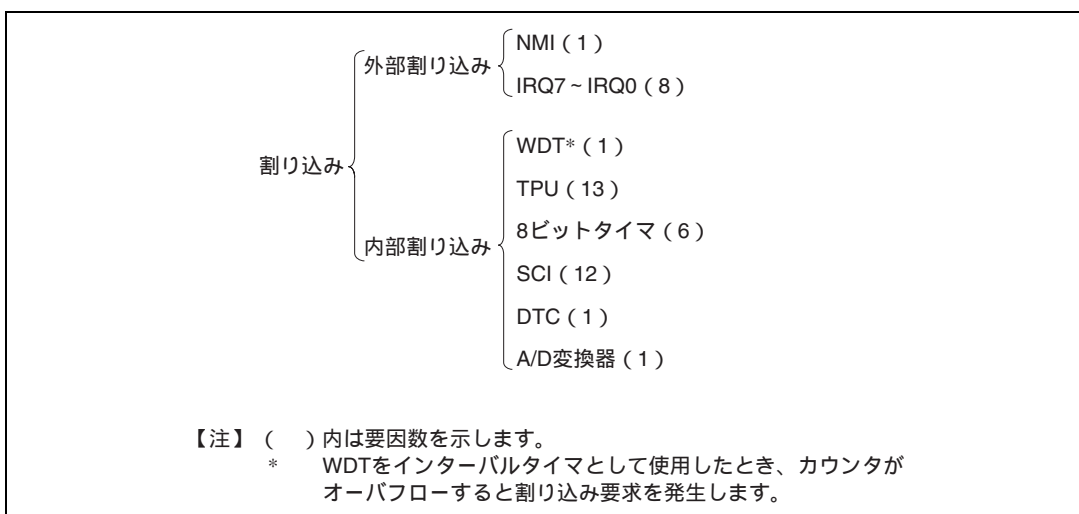 割り込み
外部割り込み
NMI ( 1 )
IRQ7 ~ IRQ0 ( 8 )
内部割り込み
WDT* ( 1 )
TPU ( 13 )
8ビットタイマ ( 6 )
SCI ( 12 )
DTC ( 1 )
A/D変換器 ( 1 )
【注】 (　) 内は要因数を示します。
* WDTをインターバルタイマとして使用したとき、カウンタが
オーバフローすると割り込み要求を発生します。